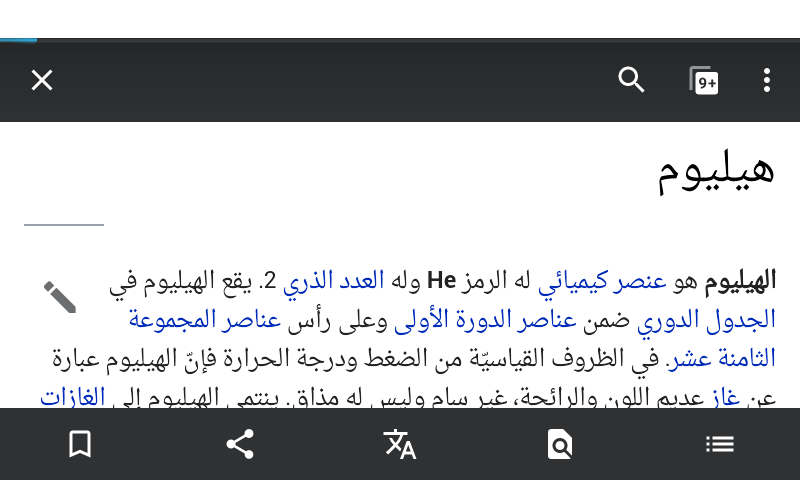 9+
هيليوم
الهيليوم هو عنصر كيميائي له الرمز He وله العدد الذري 2. يقع الهيليوم في
الجدول الدوري ضمن عناصر الدورة الأولى وعلى رأس عناصر المجموعة
الثامنة عشر. في الظروف القياسيّة من الضغط ودرجة الحرارة فإنّ الهيليوم عبارة
عن غاز عديم اللون والرائحة، غير سام وليس له مذاق. ينتمي الهيليوم إلى الغازات